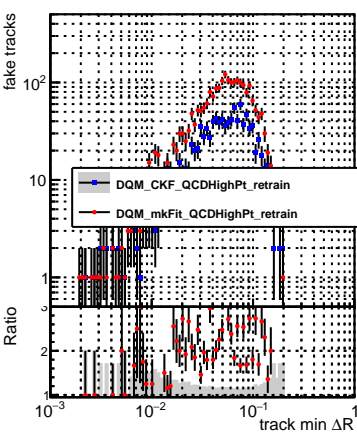 fake tracks
10²
10
1
DQM_CKF_QCDHighPt_retrain
DQM_mkFit_QCDHighPt_retrain
Ratio
3
2
1
10⁻³
10⁻²
10⁻¹
1
track min ΔR